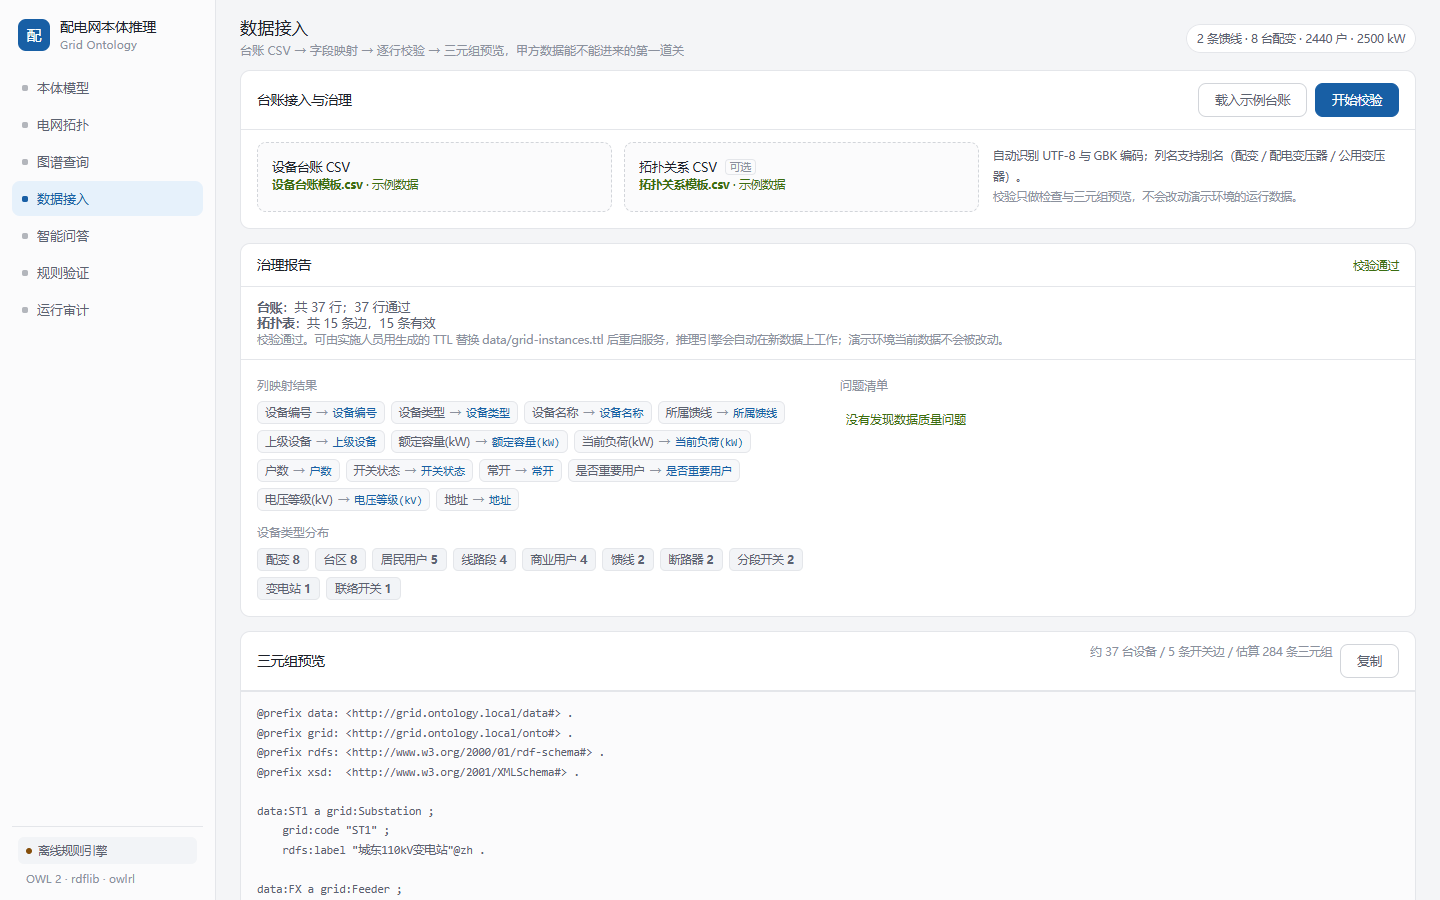 配
配电网本体推理
Grid Ontology
本体模型
电网拓扑
图谱查询
数据接入
智能问答
规则验证
运行审计
离线规则引擎
OWL 2 · rdflib · owlrl
数据接入
台账 CSV → 字段映射 → 逐行校验 → 三元组预览，甲方数据能不能进来的第一道关
2 条馈线 · 8 台配变 · 2440 户 · 2500 kW
台账接入与治理
载入示例台账
开始校验
设备台账 CSV
设备台账模板.csv · 示例数据
拓扑关系 CSV 可选
拓扑关系模板.csv · 示例数据
自动识别 UTF-8 与 GBK 编码；列名支持别名（配变 / 配电变压器 / 公用变压
器）。
校验只做检查与三元组预览，不会改动演示环境的运行数据。
治理报告
校验通过
台账：共 37 行；37 行通过
拓扑表：共 15 条边，15 条有效
校验通过。可由实施人员用生成的 TTL 替换 data/grid-instances.ttl 后重启服务，推理引擎会自动在新数据上工作；演示环境当前数据不会被改动。
列映射结果
设备编号 → 设备编号 设备类型 → 设备类型 设备名称 → 设备名称 所属馈线 → 所属馈线
上级设备 → 上级设备 额定容量(kW) → 额定容量(kW) 当前负荷(kW) → 当前负荷(kW)
户数 → 户数 开关状态 → 开关状态 常开 → 常开 是否重要用户 → 是否重要用户
电压等级(kV) → 电压等级(kV) 地址 → 地址
设备类型分布
配变 8 台区 8 居民用户 5 线路段 4 商业用户 4 馈线 2 断路器 2 分段开关 2
变电站 1 联络开关 1
问题清单
没有发现数据质量问题
三元组预览
约 37 台设备 / 5 条开关边 / 估算 284 条三元组
复制
@prefix data: <http://grid.ontology.local/data#> .
@prefix grid: <http://grid.ontology.local/onto#> .
@prefix rdfs: <http://www.w3.org/2000/01/rdf-schema#> .
@prefix xsd:  <http://www.w3.org/2001/XMLSchema#> .
data:ST1 a grid:Substation ;
grid:code "ST1" ;
rdfs:label "城东110kV变电站"@zh .
data:FX a grid:Feeder ;